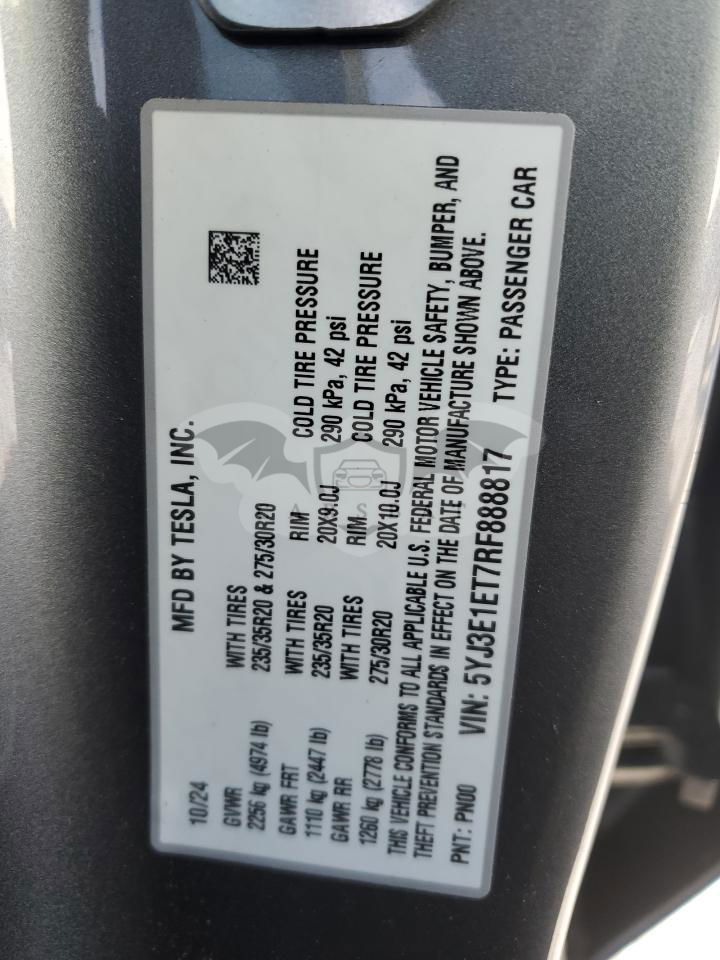 MFD BY TESLA, INC.
10/24
GVWR
2256 kg (4974 lb)
WITH TIRES
235/35R20 & 275/30R20
GAWR FRT
1110 kg (2447 lb)
WITH TIRES
235/35R20
RIM
20X9.0J
COLD TIRE PRESSURE
290 kPa, 42 psi
GAWR RR
1260 kg (2778 lb)
WITH TIRES
275/30R20
RIM
20X10.0J
COLD TIRE PRESSURE
290 kPa, 42 psi
THIS VEHICLE CONFORMS TO ALL APPLICABLE U.S. FEDERAL MOTOR VEHICLE SAFETY, BUMPER, AND
THEFT PREVENTION STANDARDS IN EFFECT ON THE DATE OF MANUFACTURE SHOWN ABOVE.
PNT: PN00 VIN: 5YJ3E1ET7RF888817 TYPE: PASSENGER CAR